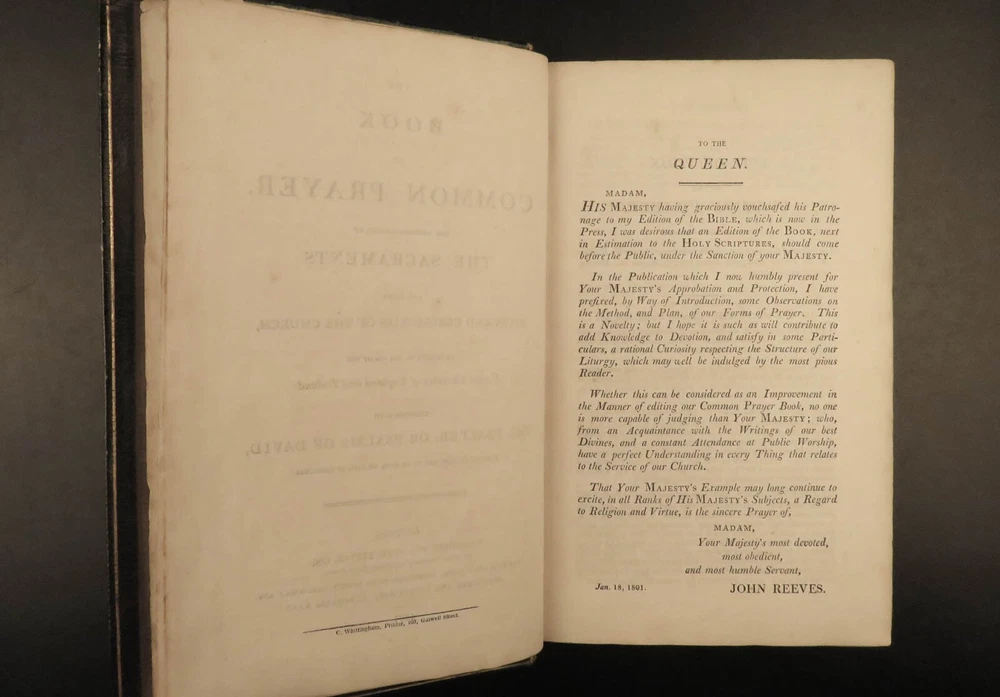 C. Whittingham, Printer, 103, Goswell Street.
TO THE
QUEEN.
MADAM,
HIS MAJESTY having graciously vouchsafed his Patro-
nage to my Edition of the BIBLE, which is now in the
Press, I was desirous that an Edition of the BOOK, next
in Estimation to the HOLY SCRIPTURES, should come
before the Public, under the Sanction of your MAJESTY.
In the Publication which I now humbly present for
Your MAJESTY'S Approbation and Protection, I have
prefixed, by Way of Introduction, some Observations on
the Method, and Plan, of our Forms of Prayer. This
is a Novelty; but I hope it is such as will contribute to
add Knowledge to Devotion, and satisfy in some Parti-
culars, a rational Curiosity respecting the Structure of our
Liturgy, which may well be indulged by the most pious
Reader.
Whether this can be considered as an Improvement in
the Manner of editing our Common Prayer Book, no one
is more capable of judging than Your MAJESTY; who,
from an Acquaintance with the Writings of our best
Divines, and a constant Attendance at Public Worship,
have a perfect Understanding in every Thing that relates
to the Service of our Church.
That Your MAJESTY'S Example may long continue to
excite, in all Ranks of His MAJESTY'S Subjects, a Regard
to Religion and Virtue, is the sincere Prayer of,
MADAM,
Your Majesty's most devoted,
most obedient,
and most humble Servant,
Jan. 18, 1801. JOHN REEVES.